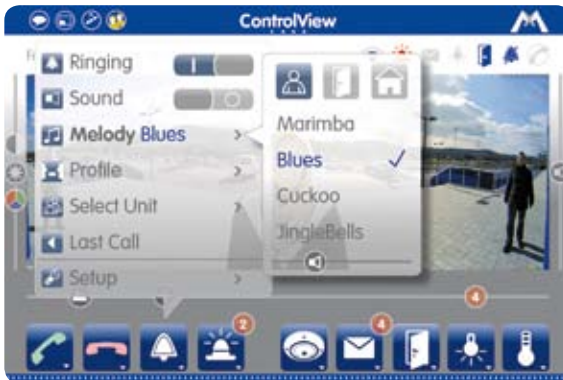 ControlView
Ringing
Sound
Melody Blues
Profile
Select Unit
Last Call
Setup
Marimba
Blues
Cuckoo
JingleBells
4
2
4